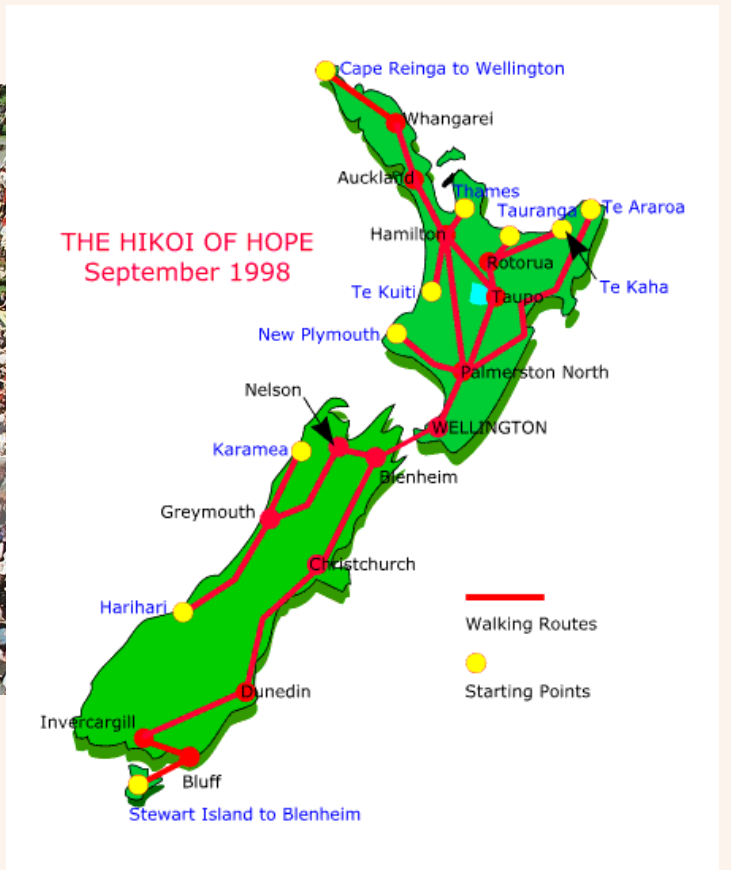 Cape Reinga to Wellington
Whangarei
Auckland
Thames
Tauranga
Te Araroa
Hamilton
THE HIKOI OF HOPE
September 1998
Rotorua
Te Kaha
Te Kuiti
Taupo
New Plymouth
Palmerston North
Nelson
WELLINGTON
Karamea
Blenheim
Greymouth
Christchurch
Harihari
Walking Routes
Starting Points
Dunedin
Invercargill
Bluff
Stewart Island to Blenheim